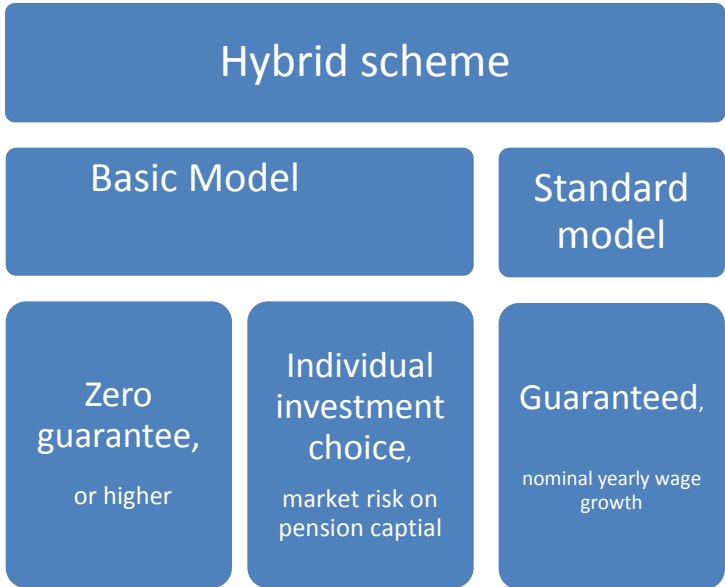 Hybrid scheme
Basic Model
Standard
model
Zero
guarantee,
or higher
Individual
investment
choice,
market risk on
pension captial
Guaranteed,
nominal yearly wage
growth